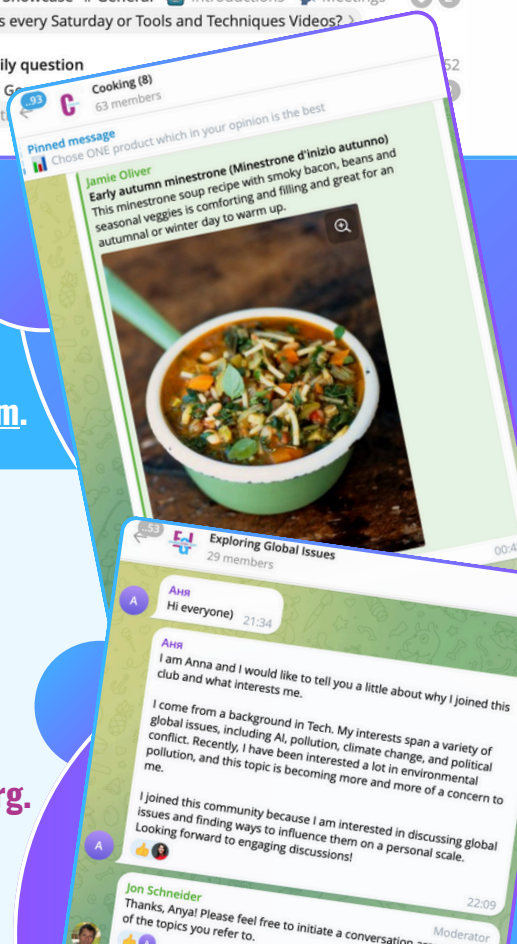 General
Introductions
Meetings
s every Saturday or Tools and Techniques Videos?
ily question
52
..93
Cooking (8)
63 members
Pinned message
Chose ONE product which in your opinion is the best
Jamie Oliver
Early autumn minestrone (Minestrone d'inizio autunno)
This minestrone soup recipe with smoky bacon, beans and
seasonal veggies is comforting and filling and great for an
autumnal or winter day to warm up.
m.
00:4
..53
Exploring Global Issues
29 members
Аня
Hi everyone) 21:34
A
Аня
I am Anna and I would like to tell you a little about why I joined this
club and what interests me.
I come from a background in Tech. My interests span a variety of
global issues, including AI, pollution, climate change, and political
conflict. Recently, I have been interested a lot in environmental
pollution, and this topic is becoming more and more of a concern to
me.
rg.
I joined this community because I am interested in discussing global
issues and finding ways to influence them on a personal scale.
Looking forward to engaging discussions!
A
22:09
Jon Schneider
Moderator
Thanks, Anya! Please feel free to initiate a conversation
of the topics you refer to.